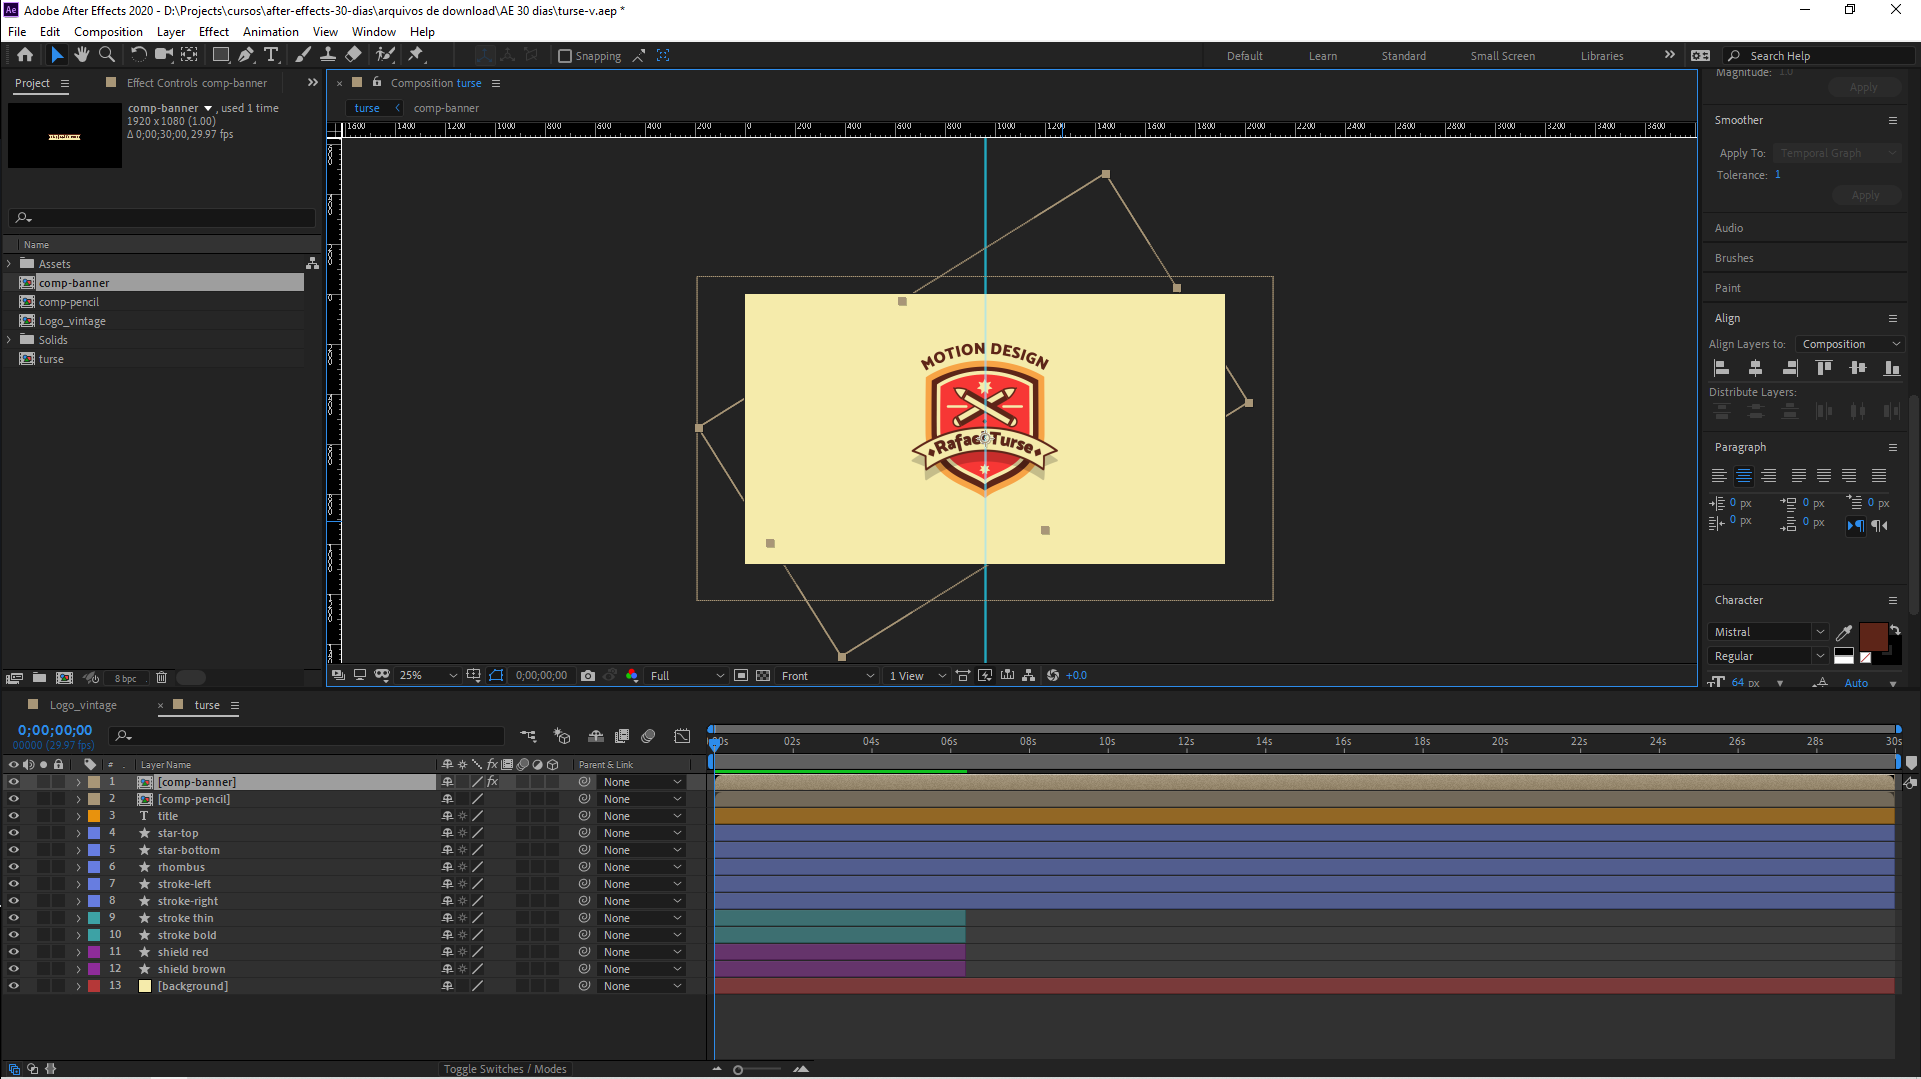 Adobe After Effects 2020 - D:\Projects\cursos\after-effects-30-dias\arquivos de download\AE 30 dias\turse-v.aep *
File Edit Composition Layer Effect Animation View Window Help
Snapping
Default Learn Standard Small Screen Libraries Search Help
Project Effect Controls comp-banner
comp-banner , used 1 time
1920 x 1080 (1.00)
Δ 0;00;30;00, 29.97 fps
Name
Assets
comp-banner
comp-pencil
Logo_vintage
Solids
turse
8 bpc
Composition turse
turse comp-banner
MOTION DESIGN
25% 0;00;00;00 Full Front 1 View +0.0
Magnitude: 1.0
Apply
Smoother
Apply To: Temporal Graph
Tolerance: 1
Apply
Audio
Brushes
Paint
Align
Align Layers to: Composition
Distribute Layers:
Paragraph
0 px 0 px 0 px
0 px 0 px
Character
Mistral
Regular
64 px Auto
Logo_vintage turse
0;00;00;00
00000 (29.97 fps)
02s 04s 06s 08s 10s 12s 14s 16s 18s 20s 22s 24s 26s 28s 30s
# Layer Name fx Parent & Link
1 [comp-banner] fx None
2 [comp-pencil] None
3 T title None
4 star-top None
5 star-bottom None
6 rhombus None
7 stroke-left None
8 stroke-right None
9 stroke thin None
10 stroke bold None
11 shield red None
12 shield brown None
13 [background] None
Toggle Switches / Modes